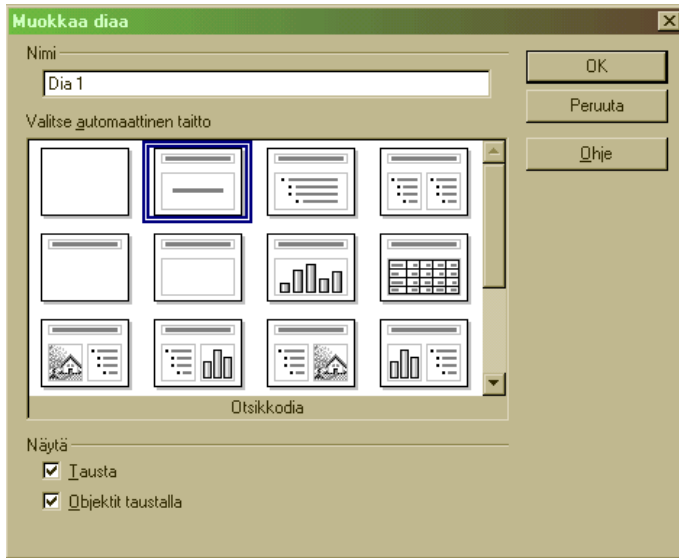 Muokkaa diaa
Nimi
Dia 1
OK
Peruuta
Ohje
Valitse automaattinen taitto
Otsikkodia
Näytä
Tausta
Objektit taustalla